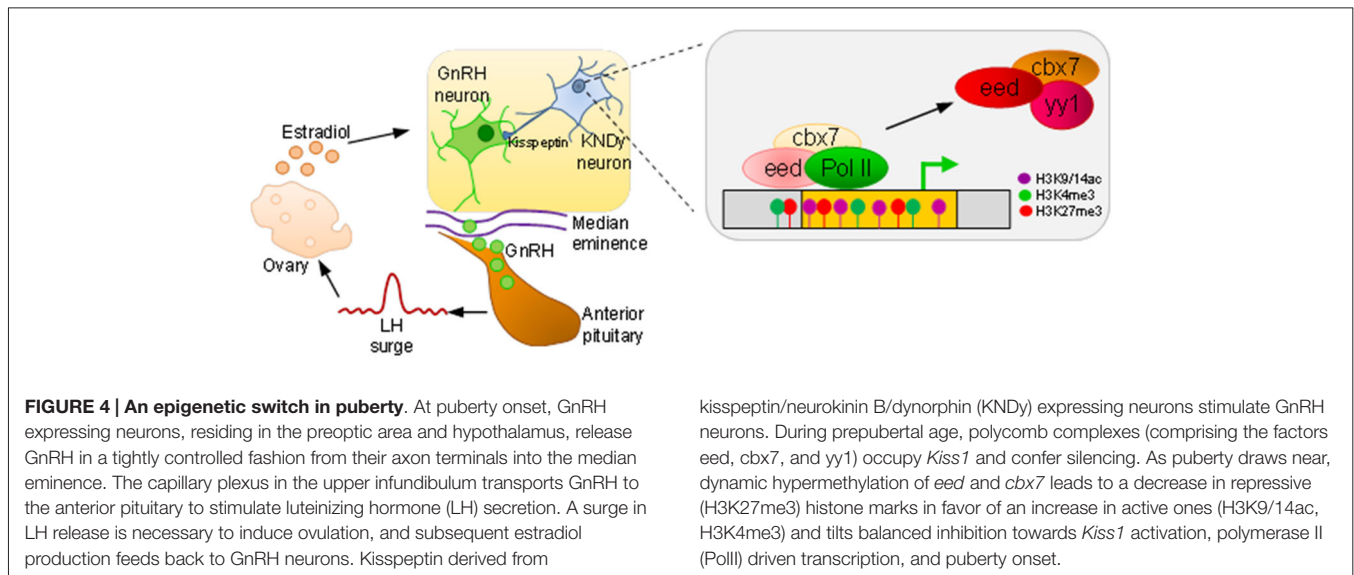 GnRH
neuron
Kisspeptin
KNDy
neuron
Estradiol
Ovary
Median
eminence
GnRH
LH
surge
Anterior
pituitary
cbx7
eed
yy1
cbx7
eed
Pol II
H3K9/14ac
H3K4me3
H3K27me3
FIGURE 4 | An epigenetic switch in puberty. At puberty onset, GnRH
expressing neurons, residing in the preoptic area and hypothalamus, release
GnRH in a tightly controlled fashion from their axon terminals into the median
eminence. The capillary plexus in the upper infundibulum transports GnRH to
the anterior pituitary to stimulate luteinizing hormone (LH) secretion. A surge in
LH release is necessary to induce ovulation, and subsequent estradiol
production feeds back to GnRH neurons. Kisspeptin derived from
kisspeptin/neurokinin B/dynorphin (KNDy) expressing neurons stimulate GnRH
neurons. During prepubertal age, polycomb complexes (comprising the factors
eed, cbx7, and yy1) occupy Kiss1 and confer silencing. As puberty draws near,
dynamic hypermethylation of eed and cbx7 leads to a decrease in repressive
(H3K27me3) histone marks in favor of an increase in active ones (H3K9/14ac,
H3K4me3) and tilts balanced inhibition towards Kiss1 activation, polymerase II
(PolII) driven transcription, and puberty onset.